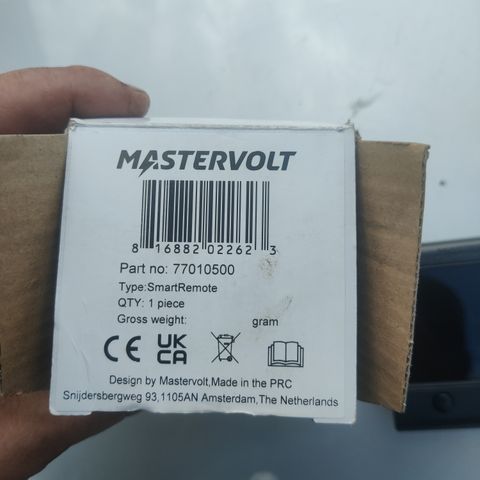 MASTERVOLT
8 16882 02262 3
Part no: 77010500
Type:SmartRemote
QTY: 1 piece
Gross weight: gram
CE UK CA
Design by Mastervolt,Made in the PRC
Snijdersbergweg 93,1105AN Amsterdam,The Netherlands